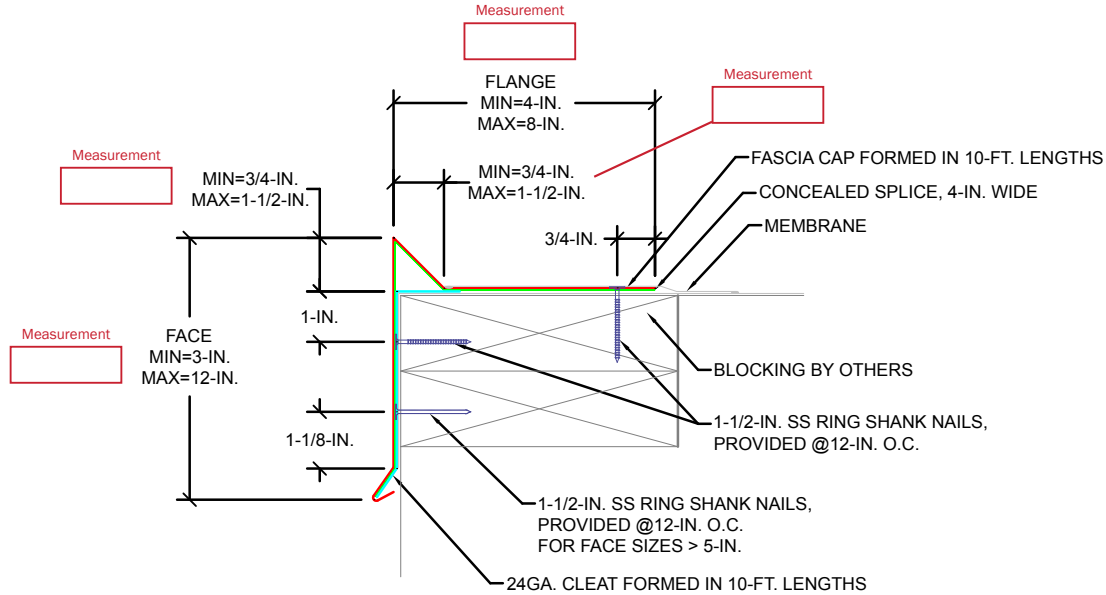 Measurement
FLANGE
MIN=4-IN.
MAX=8-IN.
Measurement
Measurement
MIN=3/4-IN.
MAX=1-1/2-IN.
MIN=3/4-IN.
MAX=1-1/2-IN.
FASCIA CAP FORMED IN 10-FT. LENGTHS
CONCEALED SPLICE, 4-IN. WIDE
MEMBRANE
3/4-IN.
1-IN.
Measurement
FACE
MIN=3-IN.
MAX=12-IN.
BLOCKING BY OTHERS
1-1/2-IN. SS RING SHANK NAILS,
PROVIDED @12-IN. O.C.
1-1/8-IN.
1-1/2-IN. SS RING SHANK NAILS,
PROVIDED @12-IN. O.C.
FOR FACE SIZES > 5-IN.
24GA. CLEAT FORMED IN 10-FT. LENGTHS